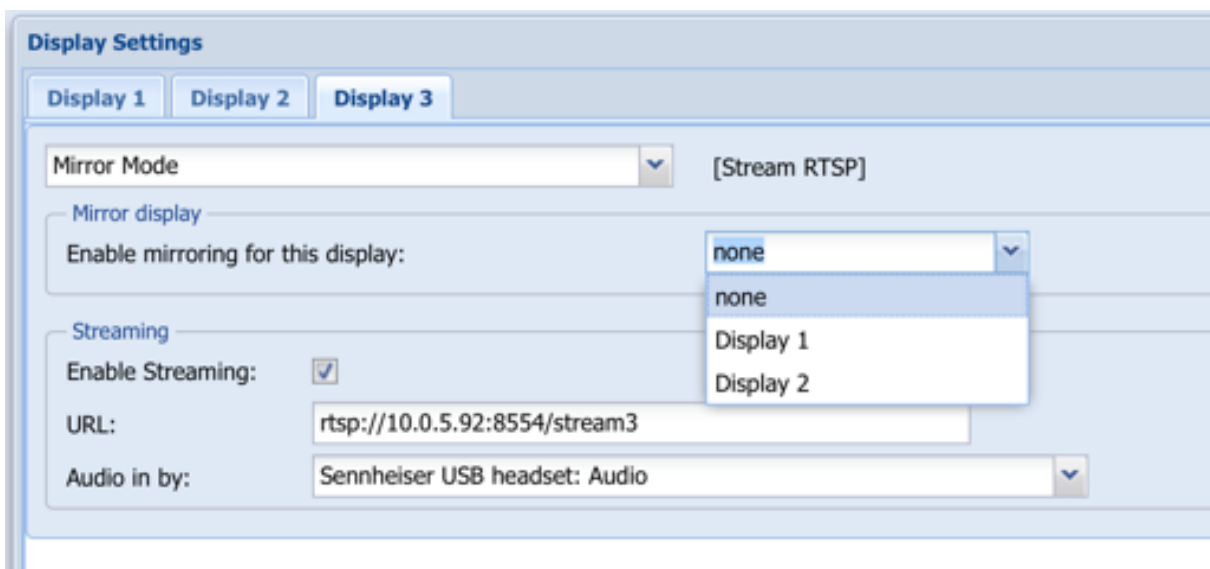 Display Settings
Display 1 Display 2 Display 3
Mirror Mode [Stream RTSP]
Mirror display
Enable mirroring for this display: none
none
Display 1
Display 2
Streaming
Enable Streaming:
URL: rtsp://10.0.5.92:8554/stream3
Audio in by: Sennheiser USB headset: Audio